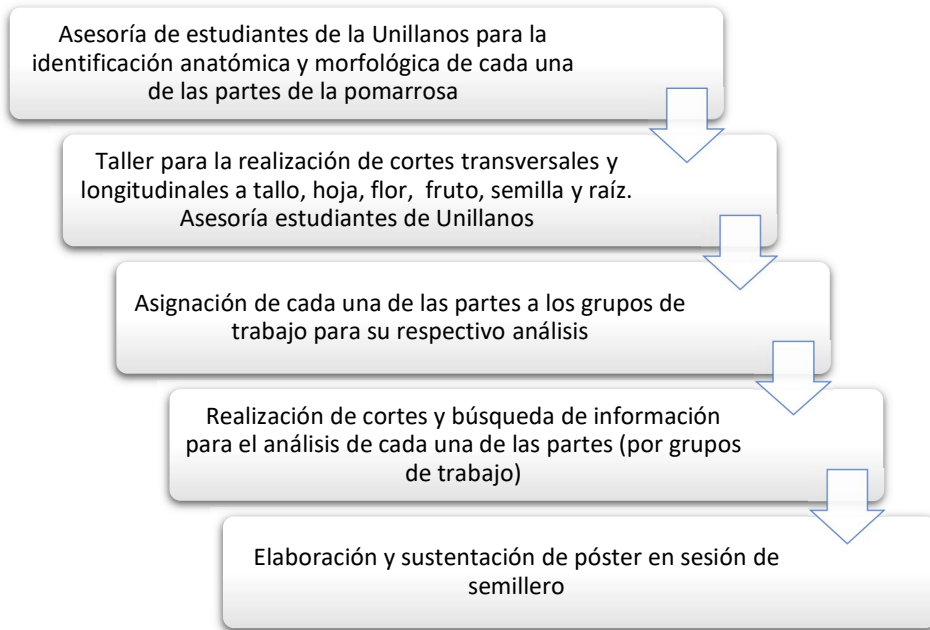 Asesoría de estudiantes de la Unillanos para la
identificación anatómica y morfológica de cada una
de las partes de la pomarrosa
Taller para la realización de cortes transversales y
longitudinales a tallo, hoja, flor, fruto, semilla y raíz.
Asesoría estudiantes de Unillanos
Asignación de cada una de las partes a los grupos de
trabajo para su respectivo análisis
Realización de cortes y búsqueda de información
para el análisis de cada una de las partes (por grupos
de trabajo)
Elaboración y sustentación de póster en sesión de
semillero